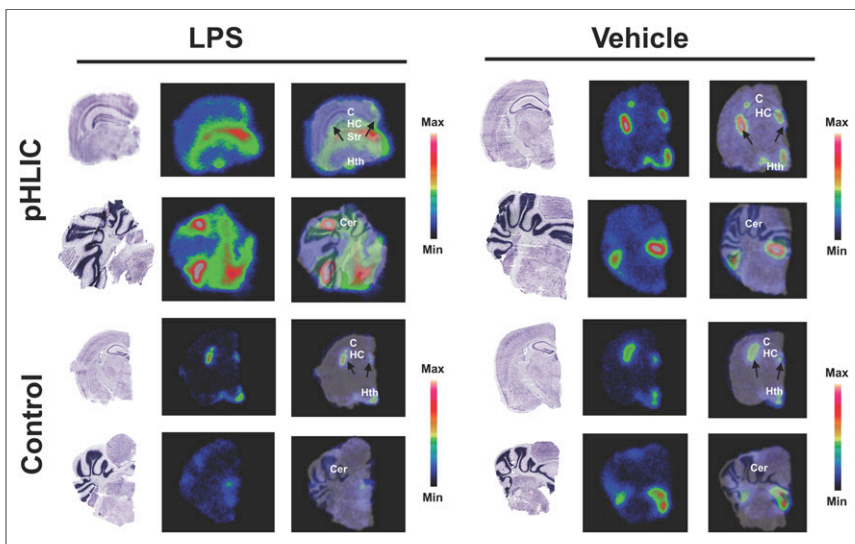 LPS
Vehicle
pHLIC
C
HC
Str
Hth
Max
Min
C
HC
Hth
Max
Min
Cer
Cer
Control
C
HC
Hth
Max
Min
C
HC
Hth
Max
Min
Cer
Cer